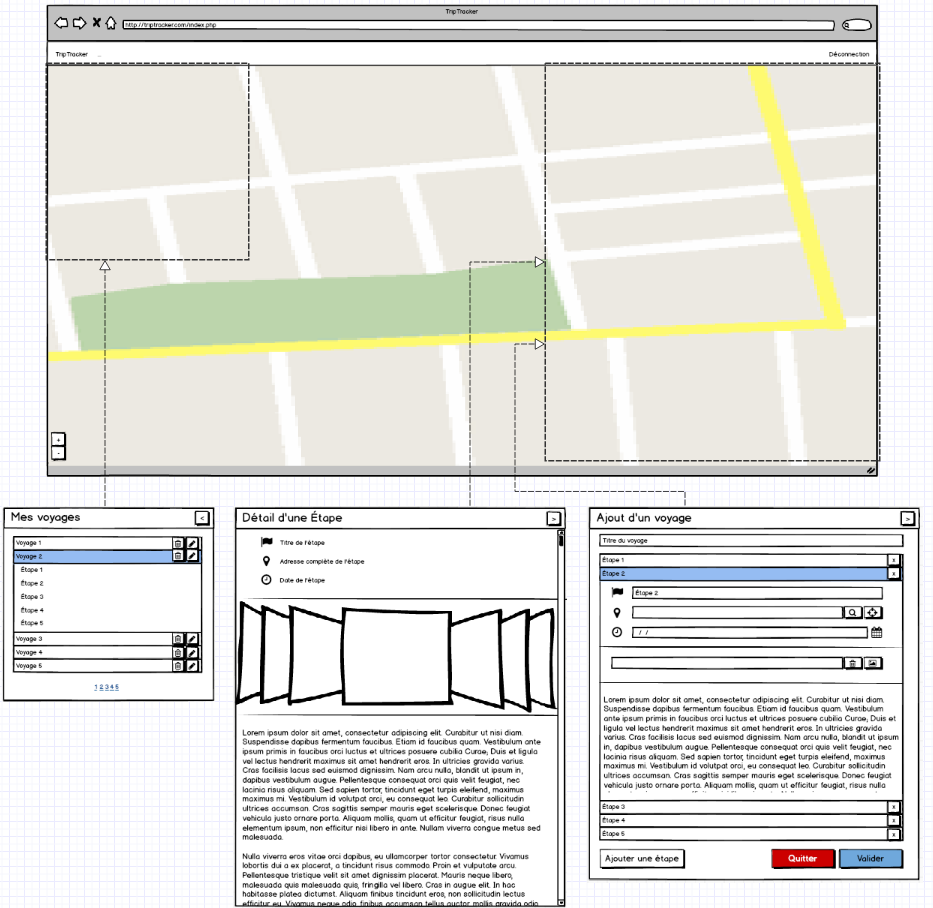 TripTracker
http://triptracker.com/index.php
TripTracker
Déconnection
+
-
Mes voyages
<
Voyage 1
Voyage 2
Étape 1
Étape 2
Étape 3
Étape 4
Étape 5
Voyage 3
Voyage 4
Voyage 5
1 2 3 4 5
Détail d'une Étape
>
Titre de l'étape
Adresse complète de l'étape
Date de l'étape
Lorem ipsum dolor sit amet, consectetur adipiscing elit. Curabitur ut nisi diam.
Suspendisse dapibus fermentum faucibus. Etiam id faucibus quam. Vestibulum ante
ipsum primis in faucibus orci luctus et ultrices posuere cubilia Curae; Duis et ligula
vel lectus hendrerit maximus sit amet hendrerit eros. In ultricies gravida varius.
Cras facilisis lacus sed euismod dignissim. Nam arcu nulla, blandit ut ipsum in,
dapibus vestibulum augue. Pellentesque consequat orci quis velit feugiat, nec
lacinia risus aliquam. Sed sapien tortor, tincidunt eget turpis eleifend, maximus
maximus mi. Vestibulum id volutpat orci, eu consequat leo. Curabitur sollicitudin
ultrices accumsan. Cras sagittis semper mauris eget scelerisque. Donec feugiat
vehicula justo ornare porta. Aliquam mollis, quam ut efficitur feugiat, risus nulla
elementum ipsum, non efficitur nisi libero in ante. Nullam viverra congue metus sed
malesuada.
Nulla viverra eros vitae orci dapibus, eu ullamcorper tortor consectetur. Vivamus
lobortis dui a ex placerat, a tincidunt risus commodo. Proin et vulputate arcu.
Pellentesque tristique velit sit amet dignissim placerat. Mauris neque libero,
malesuada quis malesuada quis, fringilla vel libero. Cras in augue elit. In hac
habitasse platea dictumst. Aliquam finibus tincidunt eros, non sollicitudin lectus
efficitur eu. Vivamus neque odio, finibus accumsan tellus auctor, mollis gravida odio.
Ajout d'un voyage
>
Titre du voyage
Étape 1
x
Étape 2
x
Étape 2
/ /
Lorem ipsum dolor sit amet, consectetur adipiscing elit. Curabitur ut nisi diam.
Suspendisse dapibus fermentum faucibus. Etiam id faucibus quam. Vestibulum
ante ipsum primis in faucibus orci luctus et ultrices posuere cubilia Curae; Duis et
ligula vel lectus hendrerit maximus sit amet hendrerit eros. In ultricies gravida
varius. Cras facilisis lacus sed euismod dignissim. Nam arcu nulla, blandit ut ipsum
in, dapibus vestibulum augue. Pellentesque consequat orci quis velit feugiat, nec
lacinia risus aliquam. Sed sapien tortor, tincidunt eget turpis eleifend, maximus
maximus mi. Vestibulum id volutpat orci, eu consequat leo. Curabitur sollicitudin
ultrices accumsan. Cras sagittis semper mauris eget scelerisque. Donec feugiat
vehicula justo ornare porta. Aliquam mollis, quam ut efficitur feugiat, risus nulla
Étape 3
x
Étape 4
x
Étape 5
x
Ajouter une étape
Quitter
Valider